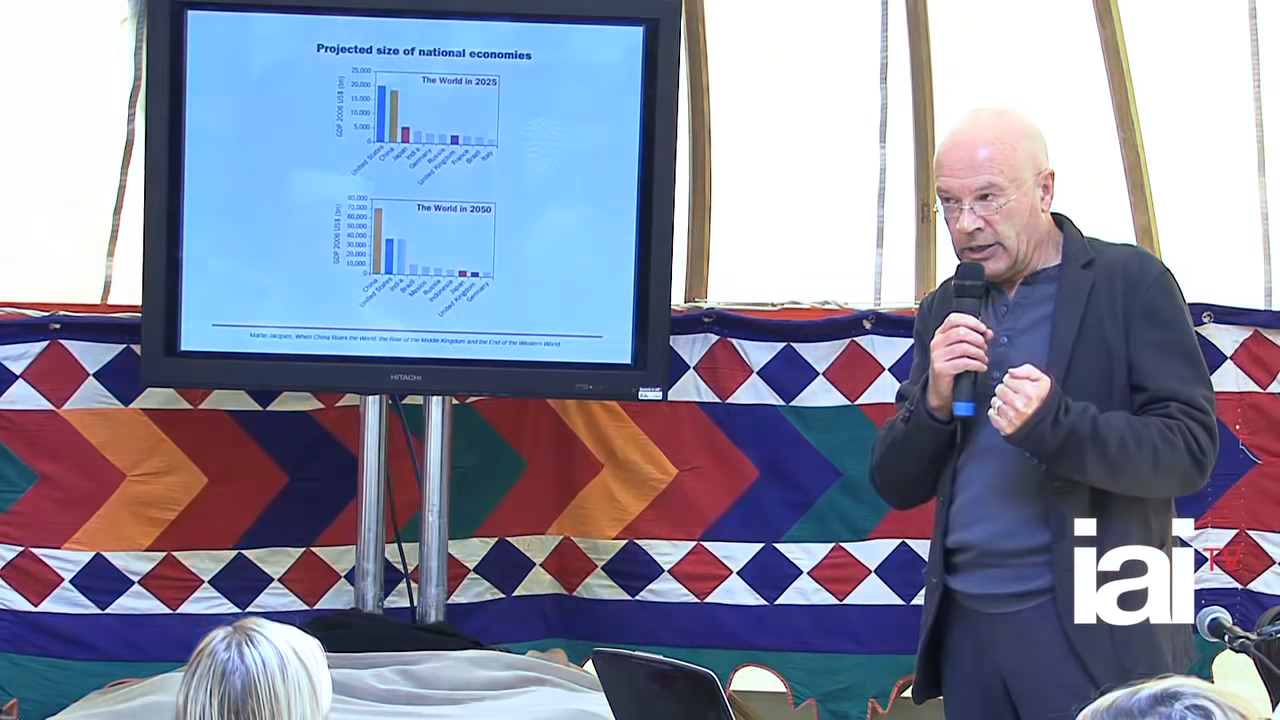 Projected size of national economies
The World in 2025
GDP 2006 US$ (bn)
25,000
20,000
15,000
10,000
5,000
0
United States
China
Japan
India
Germany
Russia
United Kingdom
France
Brazil
Italy
The World in 2050
GDP 2006 US$ (bn)
80,000
70,000
60,000
50,000
40,000
30,000
20,000
10,000
0
China
United States
India
Brazil
Mexico
Russia
Indonesia
Japan
United Kingdom
Germany
Martin Jacques, When China Rules the World: the Rise of the Middle Kingdom and the End of the Western World
HITACHI
iai TV